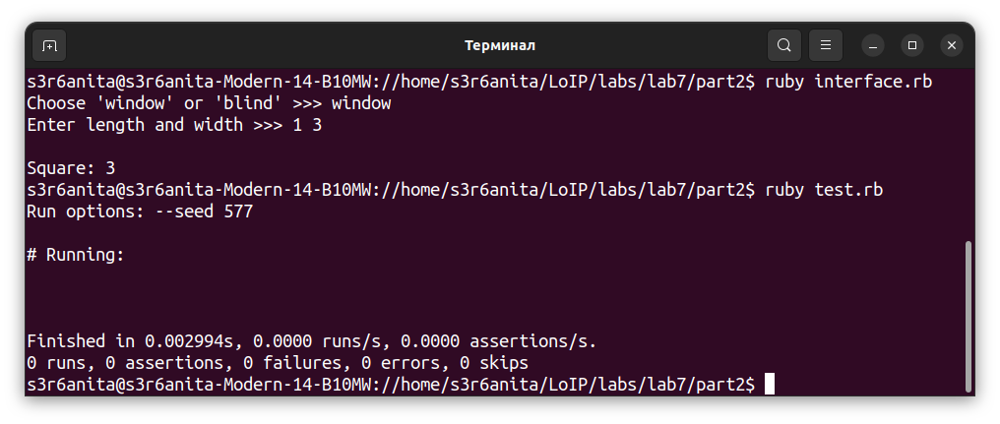 Терминал
s3r6anita@s3r6anita-Modern-14-B10MW://home/s3r6anita/LoIP/labs/lab7/part2$ ruby interface.rb
Choose 'window' or 'blind' >>> window
Enter length and width >>> 1 3
Square: 3
s3r6anita@s3r6anita-Modern-14-B10MW://home/s3r6anita/LoIP/labs/lab7/part2$ ruby test.rb
Run options: --seed 577
# Running:
Finished in 0.002994s, 0.0000 runs/s, 0.0000 assertions/s.
0 runs, 0 assertions, 0 failures, 0 errors, 0 skips
s3r6anita@s3r6anita-Modern-14-B10MW://home/s3r6anita/LoIP/labs/lab7/part2$